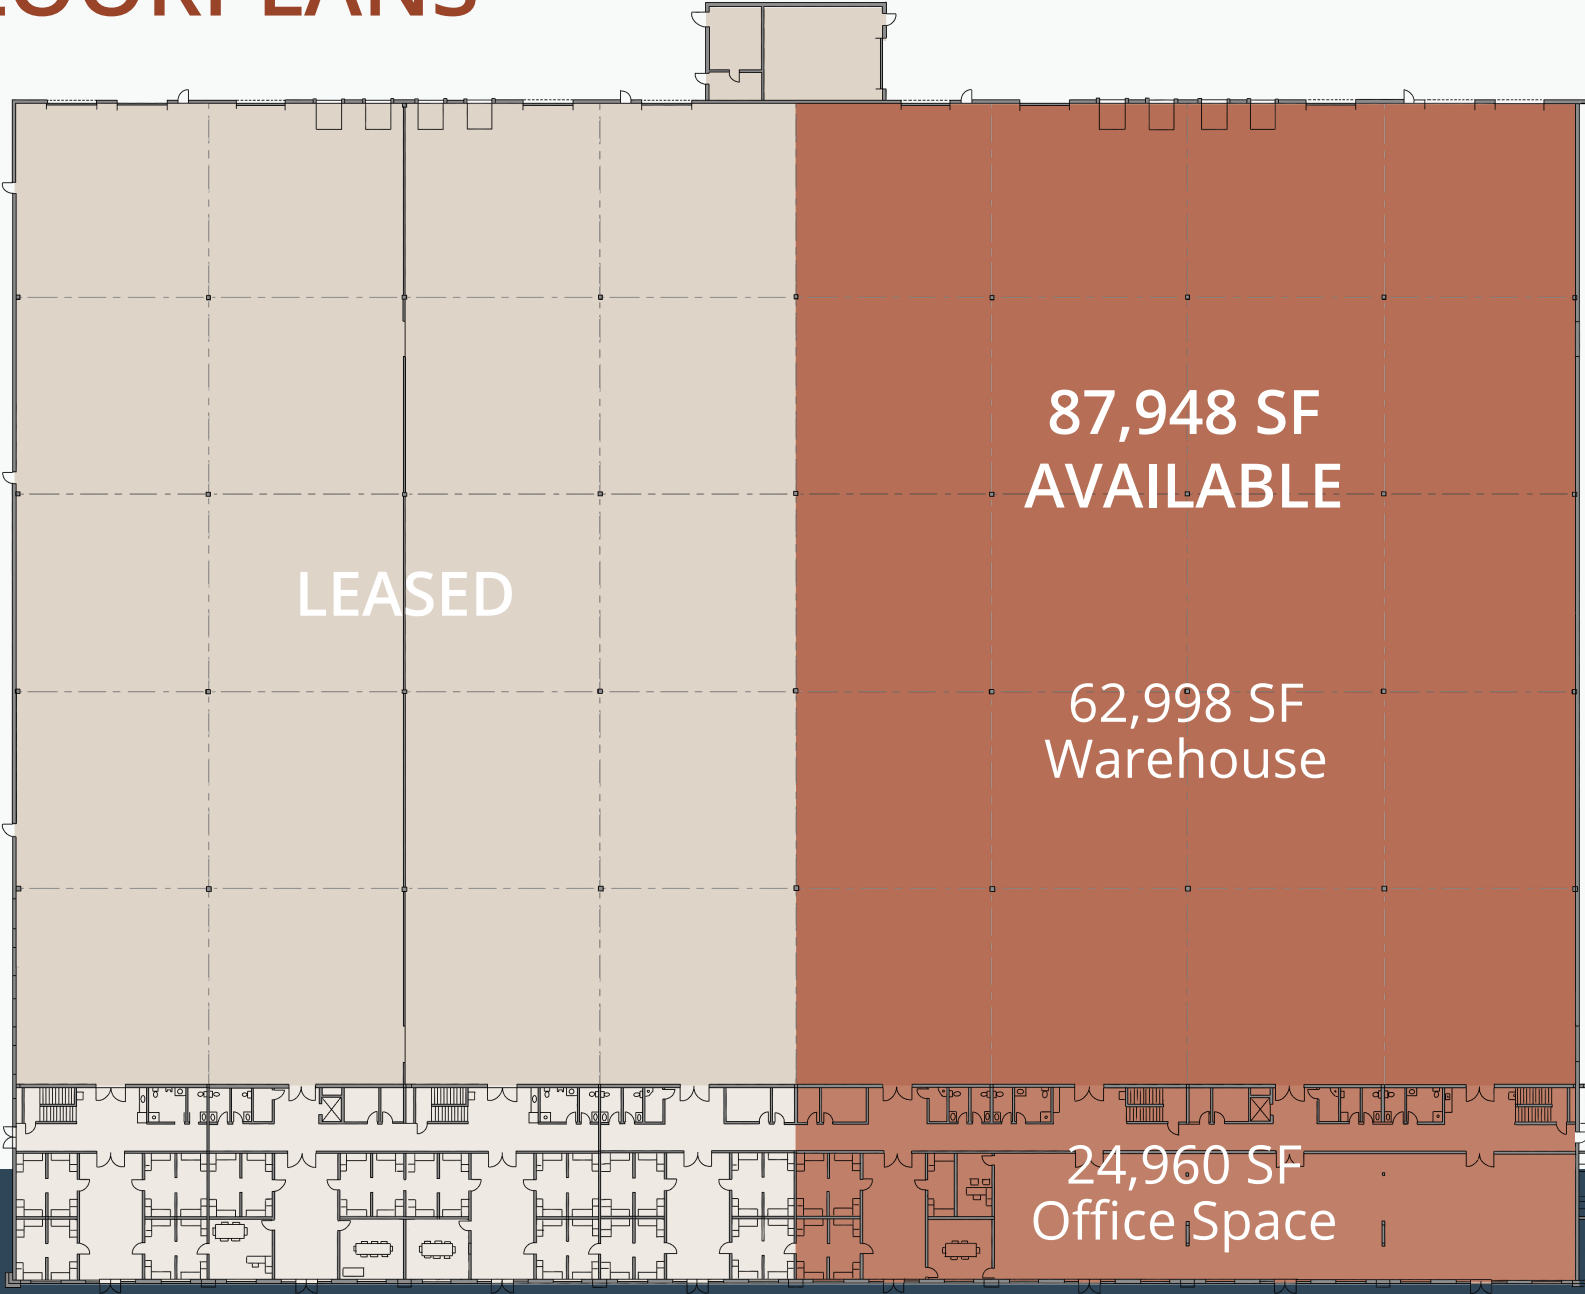 LEASED
87,948 SF
AVAILABLE
62,998 SF
Warehouse
24,960 SF
Office Space